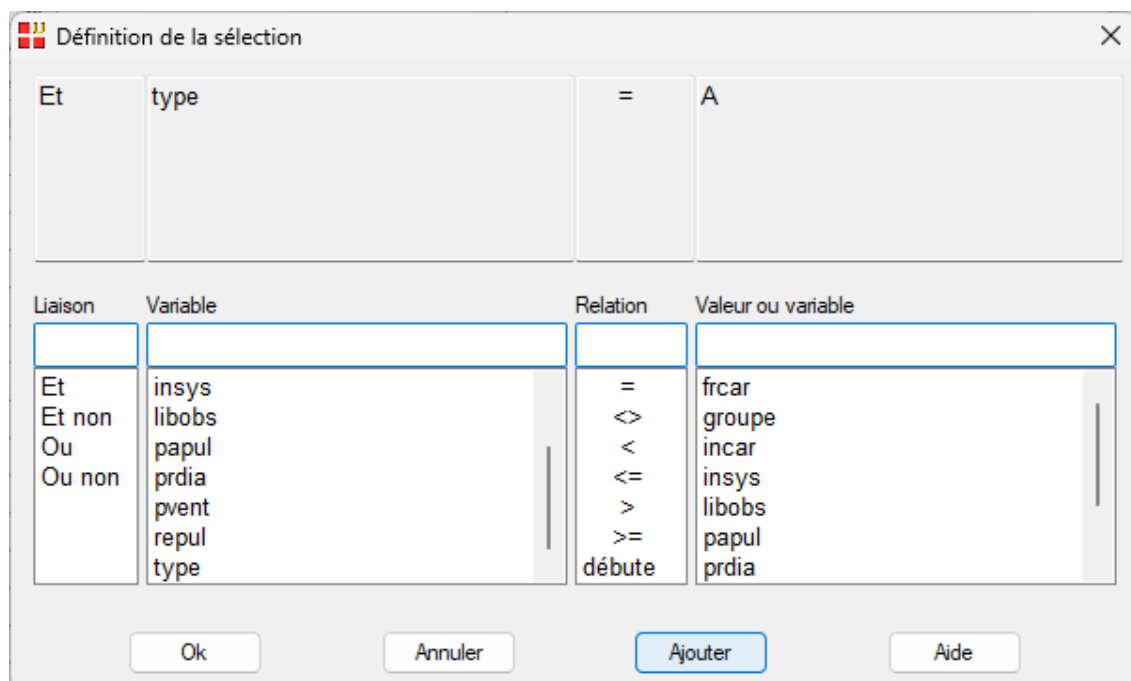 Définition de la sélection
Et type = A
Liaison Variable Relation Valeur ou variable
Et insys = frcar
Et non libobs <> groupe
Ou papul < incar
Ou non prdia <= insys
pvent > libobs
repul >= papul
type débute prdia
Ok Annuler Ajouter Aide